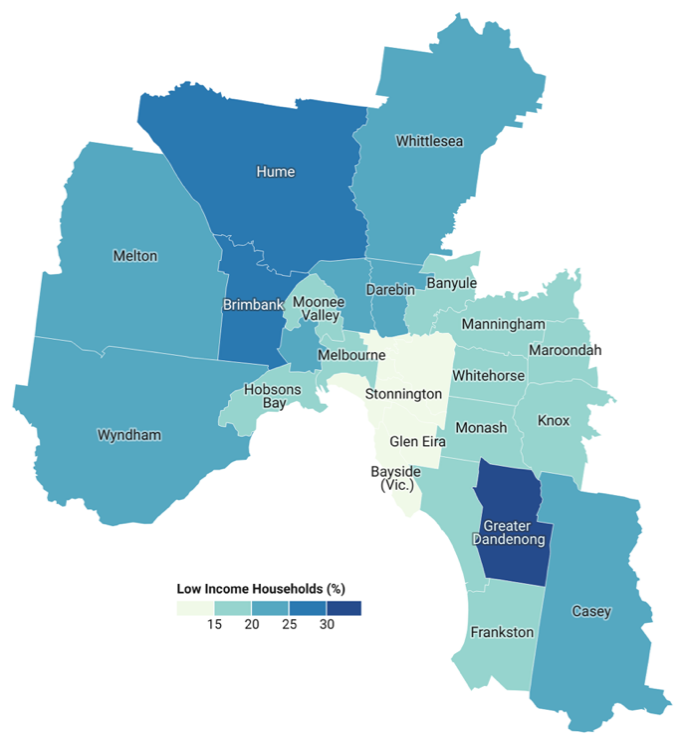 Whittlesea
Hume
Melton
Banyule
Darebin
Brimbank
Moonee
Valley
Manningham
Maroondah
Melbourne
Whitehorse
Hobsons
Bay
Stonnington
Knox
Monash
Wyndham
Glen Eira
Bayside
(Vic.)
Greater
Dandenong
Low Income Households (%)
15 20 25 30
Casey
Frankston